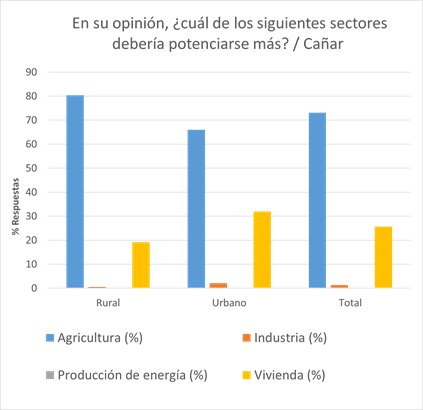 En su opinión, ¿cuál de los siguientes sectores
debería potenciarse más? / Cañar
% Respuestas
90
80
70
60
50
40
30
20
10
0
Rural Urbano Total
Agricultura (%) Industria (%)
Producción de energía (%) Vivienda (%)